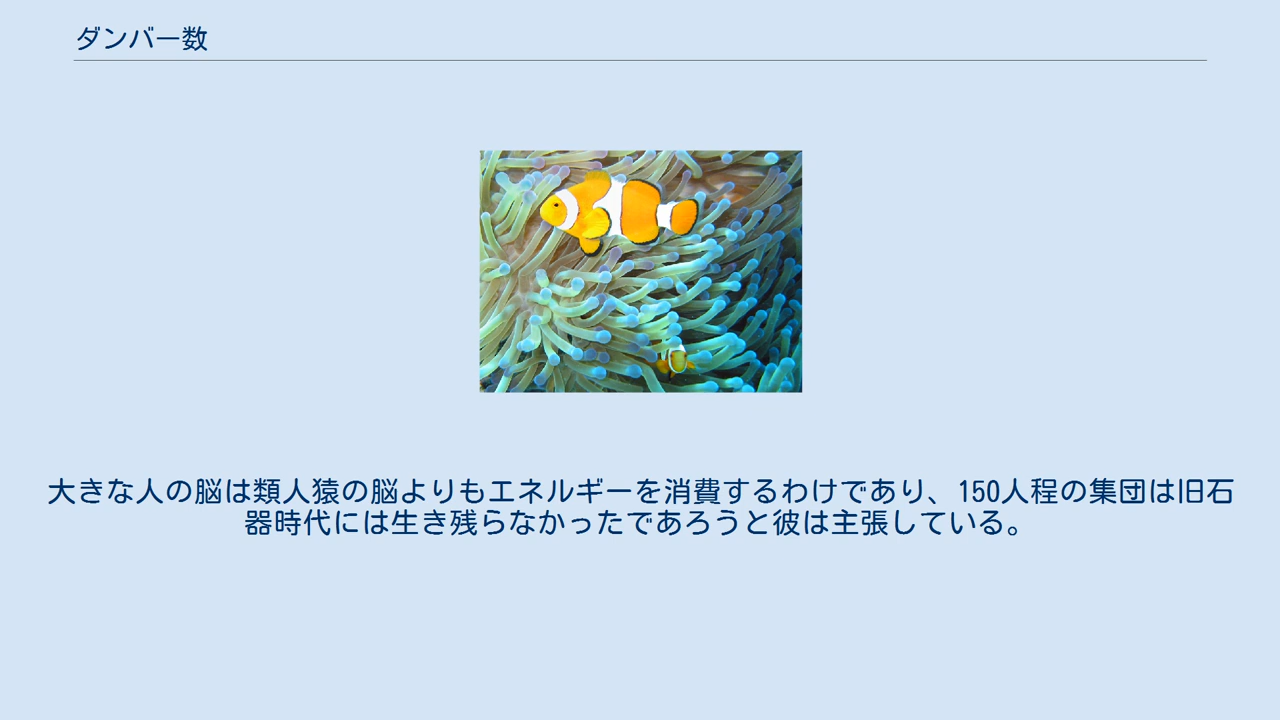 ダンバー数
大きな人の脳は類人猿の脳よりもエネルギーを消費するわけであり、150人程の集団は旧石
器時代には生き残らなかったであろうと彼は主張している。